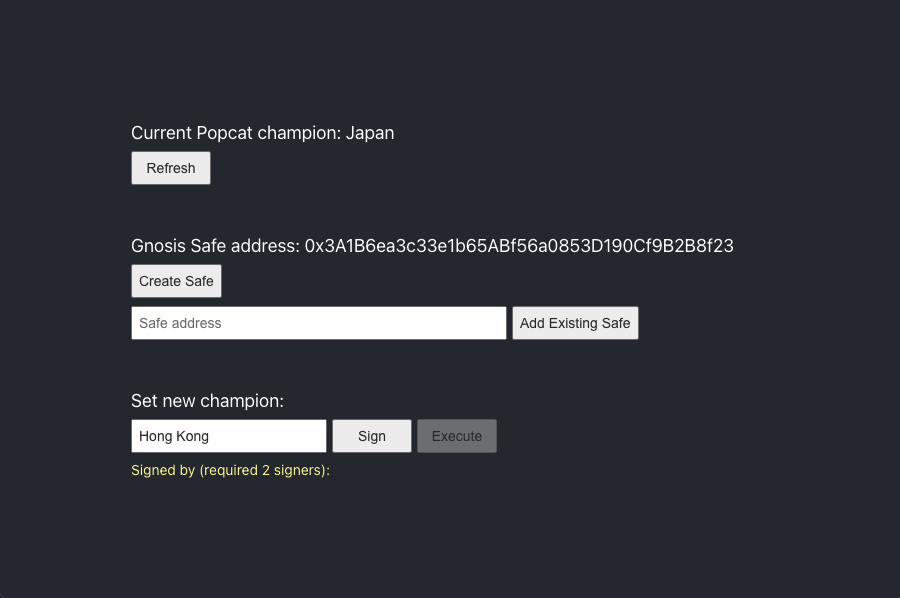 Current Popcat champion: Japan
Refresh
Gnosis Safe address: 0x3A1B6ea3c33e1b65ABf56a0853D190Cf9B2B8f23
Create Safe
Safe address Add Existing Safe
Set new champion:
Hong Kong Sign Execute
Signed by (required 2 signers):